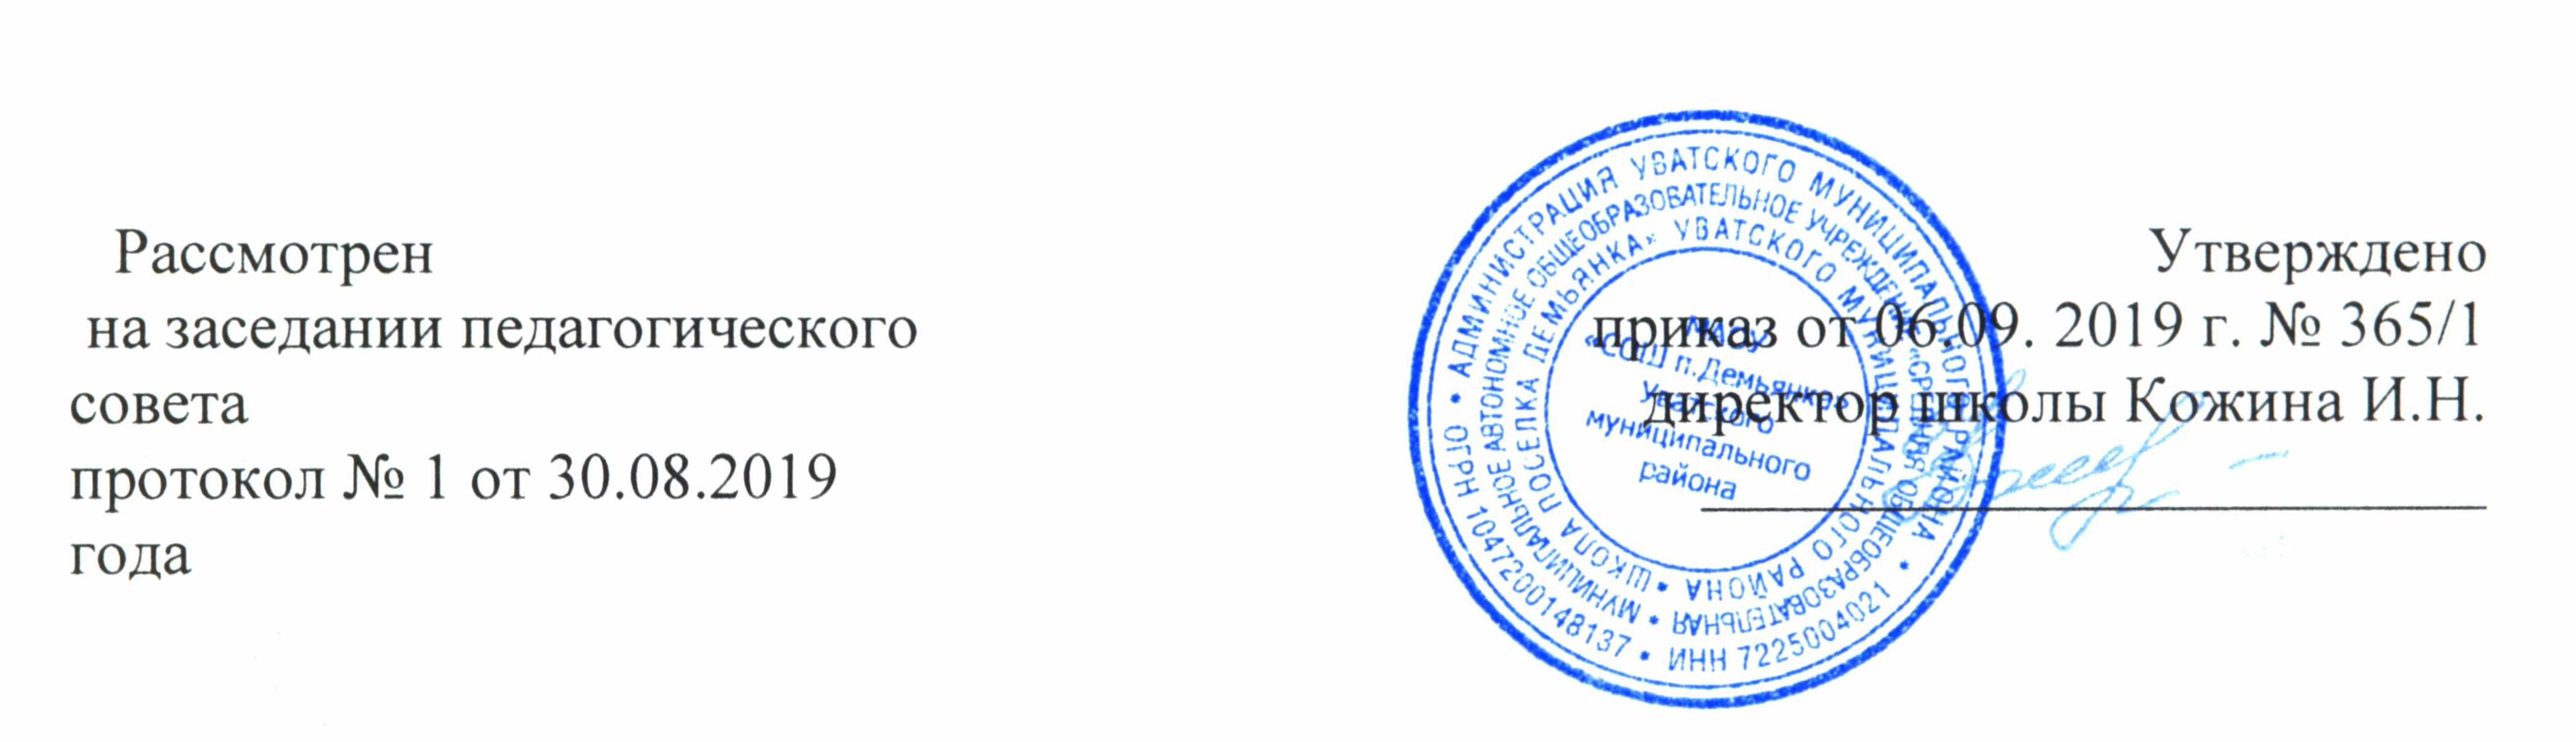 Рассмотрен
на заседании педагогического
совета
протокол № 1 от 30.08.2019
года
Утверждено
приказ от 06.09. 2019 г. № 365/1
директор школы Кожина И.Н.
• АДМИНИСТРАЦИЯ УВАТСКОГО МУНИЦИПАЛЬНОГО РАЙОНА •
ОГРН 1047200148137 • ИНН 7225004021
• МУНИЦИПАЛЬНОЕ АВТОНОМНОЕ ОБЩЕОБРАЗОВАТЕЛЬНОЕ УЧРЕЖДЕНИЕ «СРЕДНЯЯ ОБЩЕОБРАЗОВАТЕЛЬНАЯ
• ШКОЛА ПОСЕЛКА ДЕМЬЯНКА» УВАТСКОГО МУНИЦИПАЛЬНОГО РАЙОНА
МАОУ
«СОШ п.Демьянка»
Уватского
муниципального
района